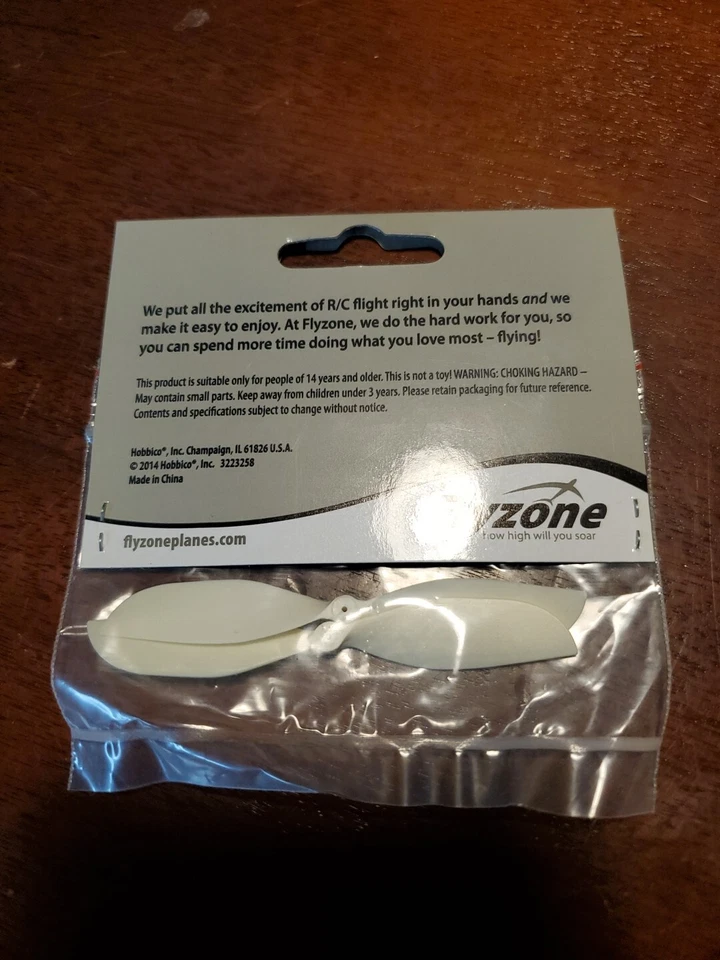 We put all the excitement of R/C flight right in your hands and we
make it easy to enjoy. At Flyzone, we do the hard work for you, so
you can spend more time doing what you love most – flying!
This product is suitable only for people of 14 years and older. This is not a toy! WARNING: CHOKING HAZARD –
May contain small parts. Keep away from children under 3 years. Please retain packaging for future reference.
Contents and specifications subject to change without notice.
Hobbico®, Inc. Champaign, IL 61826 U.S.A.
© 2014 Hobbico®, Inc. 3223258
Made in China
flyzoneplanes.com
Flyzone
how high will you soar